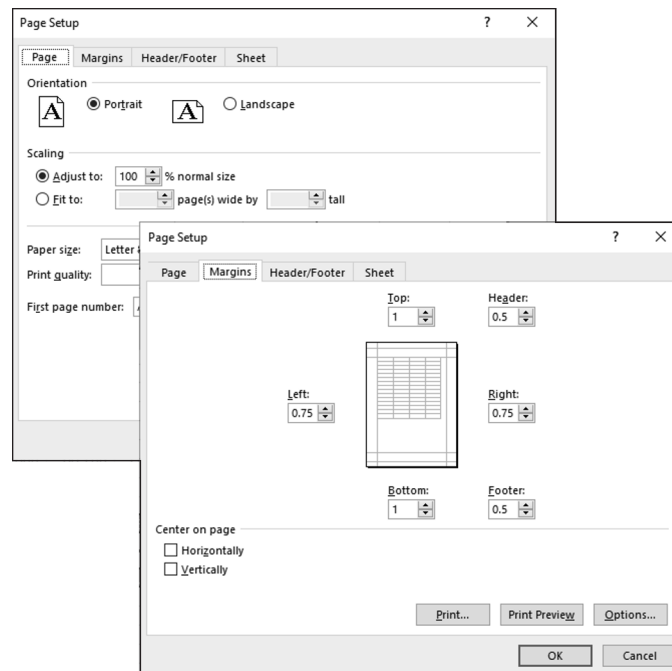 Page Setup ? ×
Page Margins Header/Footer Sheet
Orientation
A Portrait A Landscape
Scaling
Adjust to: 100 % normal size
Fit to: page(s) wide by tall
Paper size: Letter
Print quality:
First page number:
Page Setup ? ×
Page Margins Header/Footer Sheet
Top: Header:
1 0.5
Left: Right:
0.75 0.75
Bottom: Footer:
1 0.5
Center on page
Horizontally
Vertically
Print... Print Preview Options...
OK Cancel